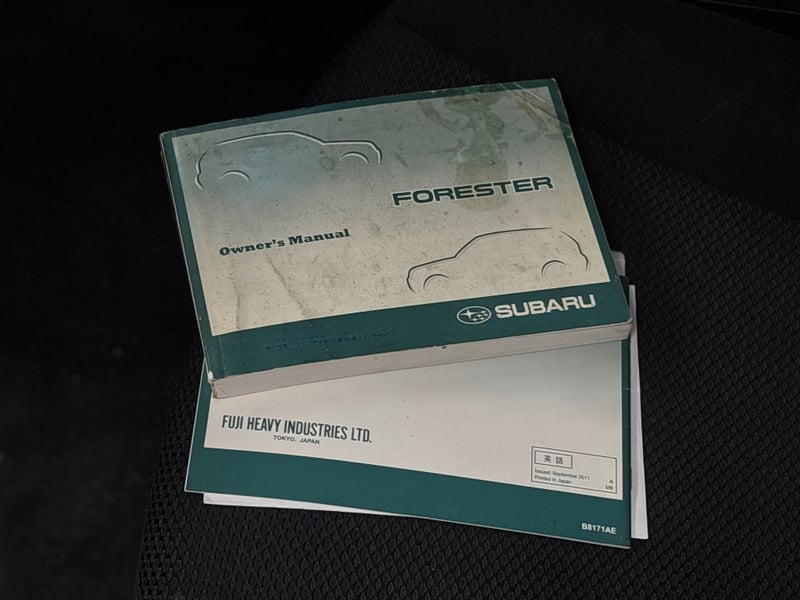 FORESTER
Owner's Manual
SUBARU
FUJI HEAVY INDUSTRIES LTD.
TOKYO, JAPAN
英語
Issued: September 2011
A
Printed in Japan
MB
B8171AE